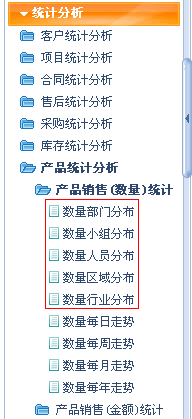 统计分析
客户统计分析
项目统计分析
合同统计分析
售后统计分析
采购统计分析
库存统计分析
产品统计分析
产品销售(数量)统计
数量部门分布
数量小组分布
数量人员分布
数量区域分布
数量行业分布
数量每日走势
数量每周走势
数量每月走势
数量每年走势
产品销售(金额)统计